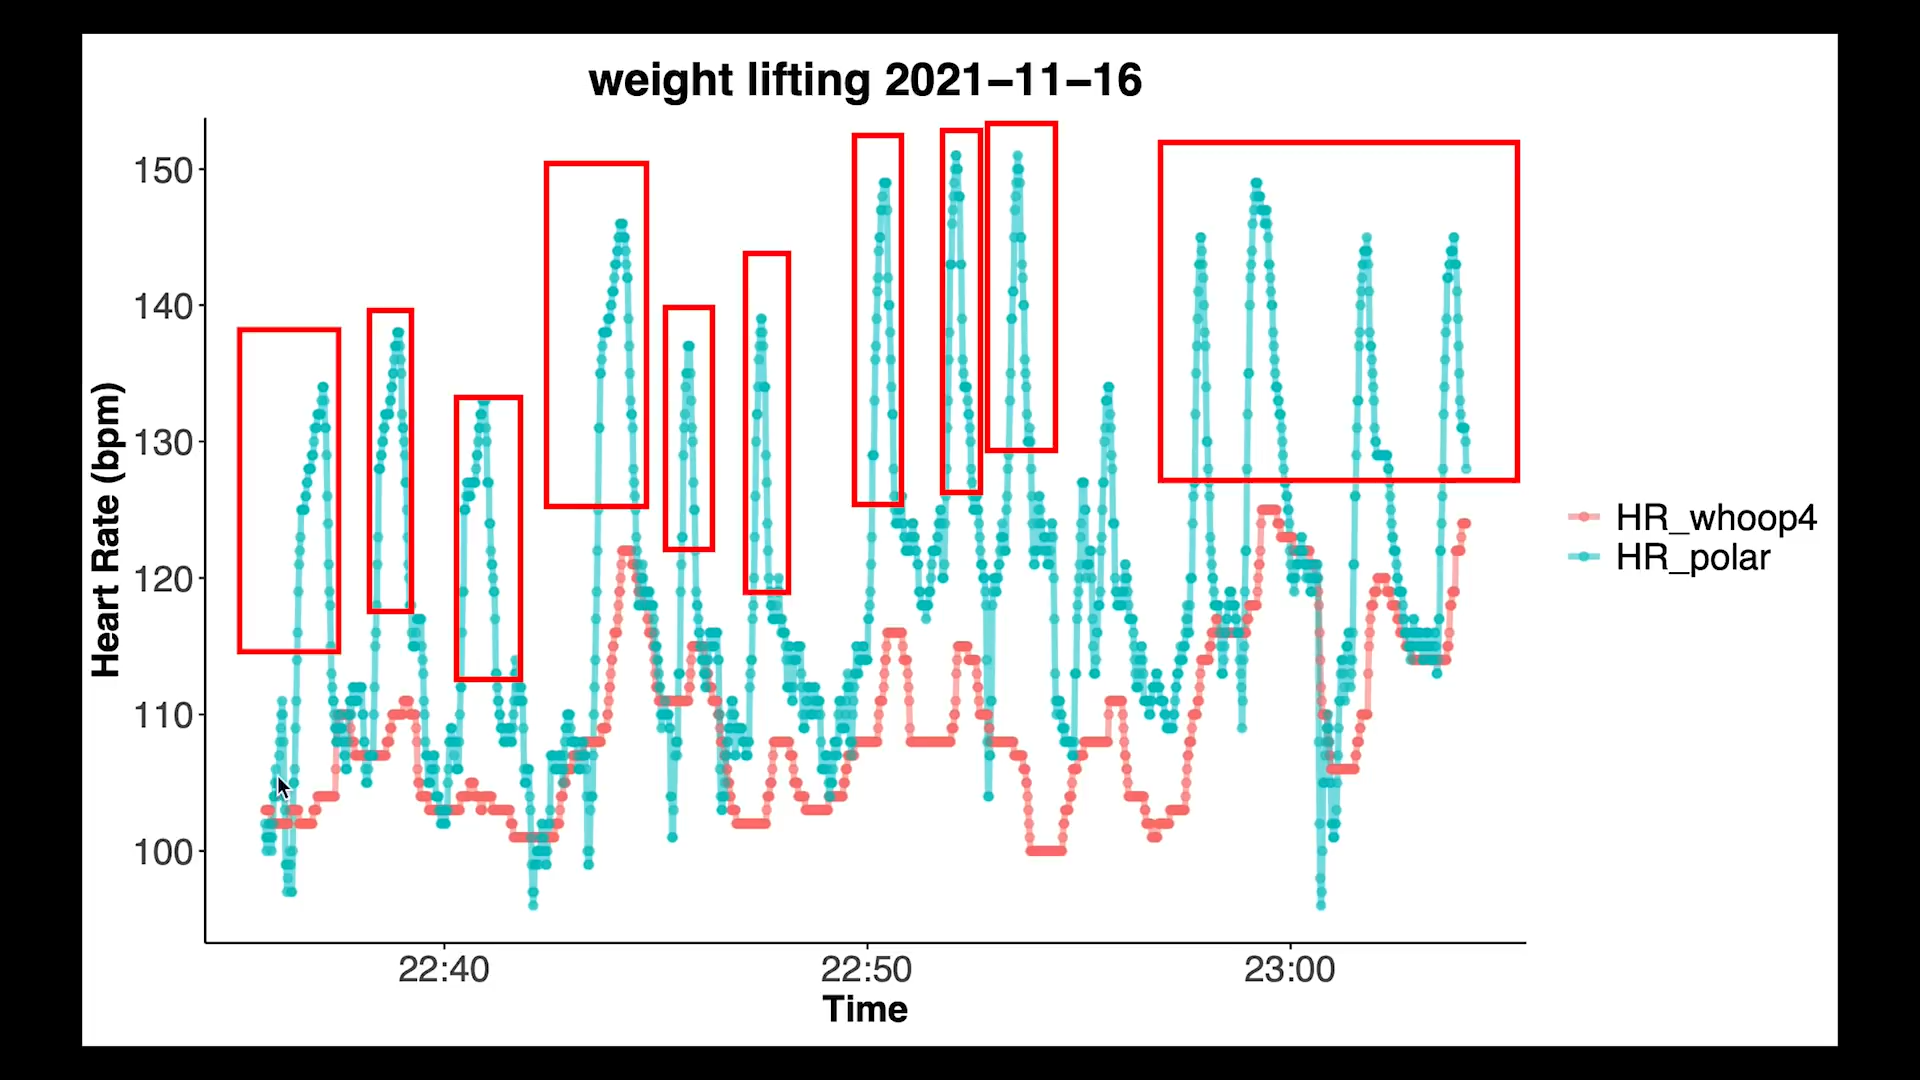 weight lifting 2021–11–16
Heart Rate (bpm)
150
140
130
120
110
100
22:40
22:50
23:00
Time
HR_whoop4
HR_polar